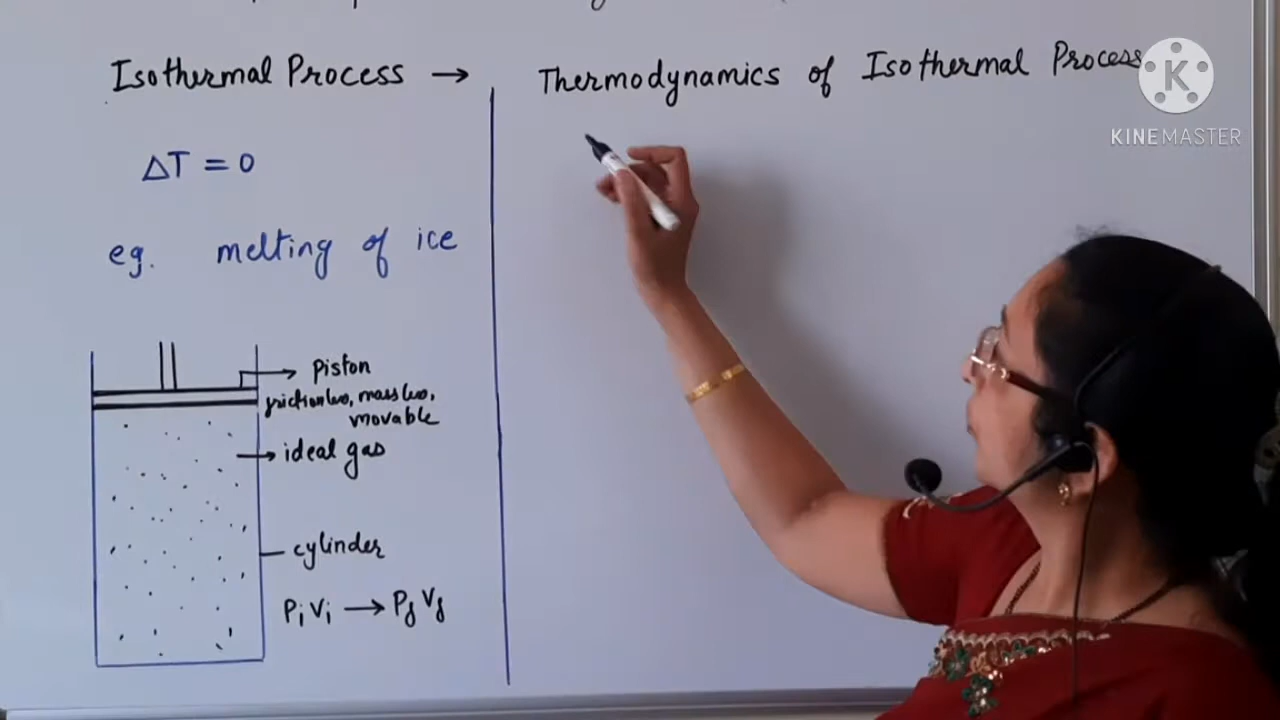 Isothermal Process →
ΔT = 0
eg. melting of ice
Piston
frictionless, massless,
movable
ideal gas
cylinder
PiVi → PfVf
Thermodynamics of Isothermal Process
K
KINEMASTER